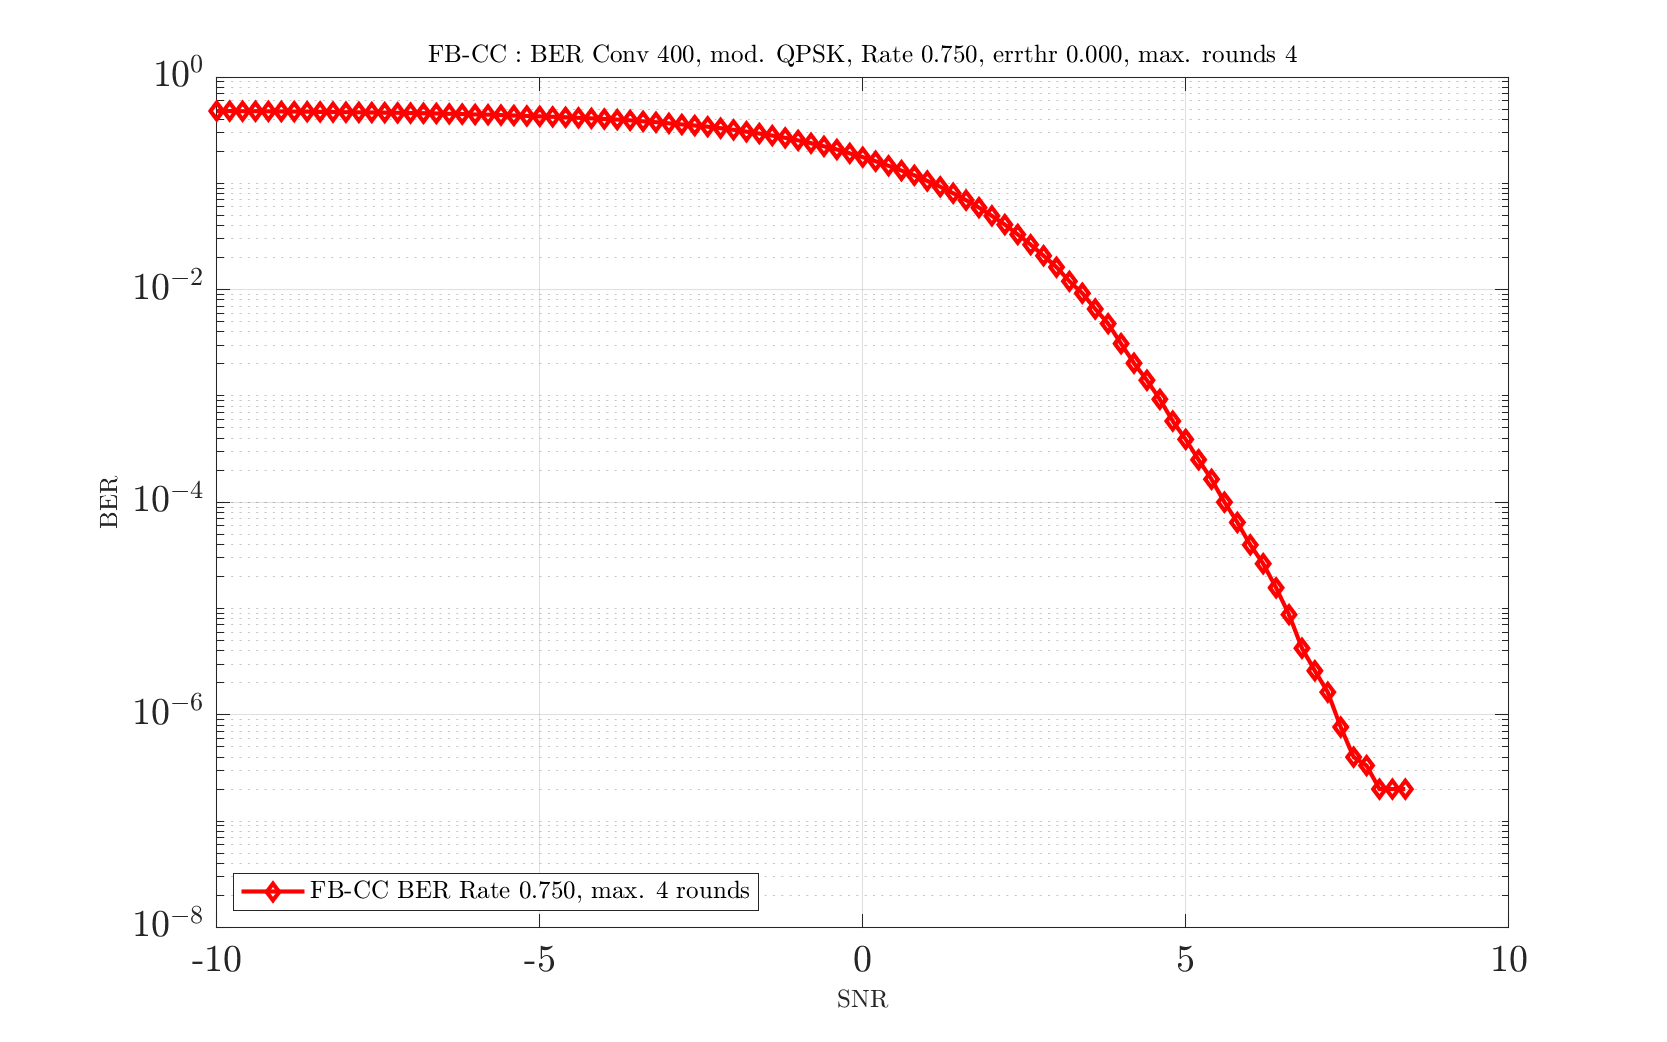 FB-CC : BER Conv 400, mod. QPSK, Rate 0.750, errthr 0.000, max. rounds 4
10^0
10^-2
10^-4
10^-6
10^-8
BER
FB-CC BER Rate 0.750, max. 4 rounds
-10 -5 0 5 10
SNR